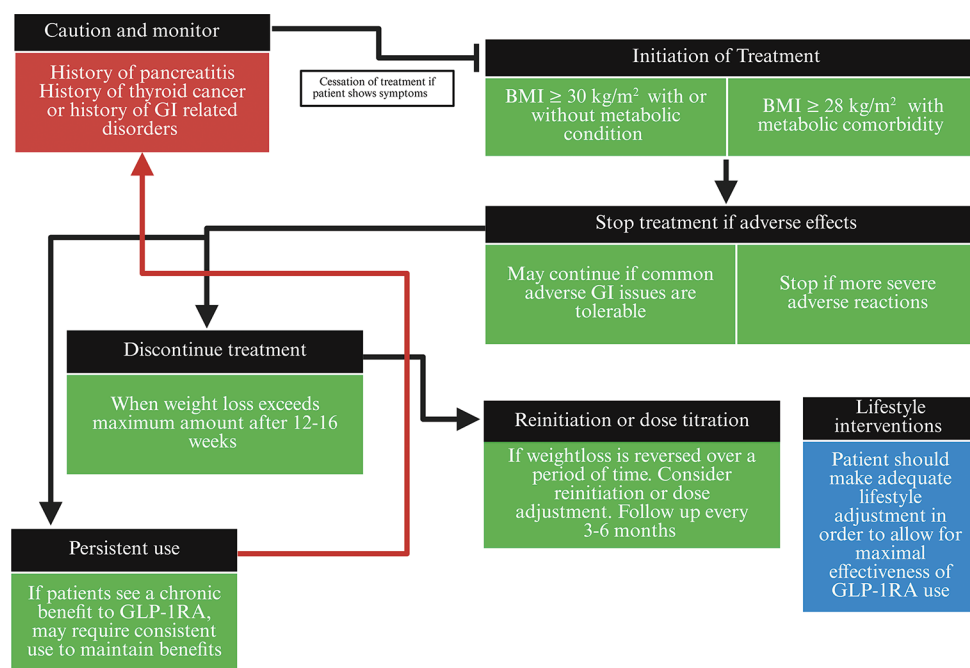 Caution and monitor
History of pancreatitis
History of thyroid cancer
or history of GI related
disorders
Cessation of treatment if
patient shows symptoms
Initiation of Treatment
BMI ≥ 30 kg/m² with or
without metabolic
condition
BMI ≥ 28 kg/m² with
metabolic comorbidity
Stop treatment if adverse effects
May continue if common
adverse GI issues are
tolerable
Stop if more severe
adverse reactions
Discontinue treatment
When weight loss exceeds
maximum amount after 12-16
weeks
Reinitiation or dose titration
If weightloss is reversed over a
period of time. Consider
reinitiation or dose
adjustment. Follow up every
3-6 months
Lifestyle
interventions
Patient should
make adequate
lifestyle
adjustment in
order to allow for
maximal
effectiveness of
GLP-1RA use
Persistent use
If patients see a chronic
benefit to GLP-1RA,
may require consistent
use to maintain benefits